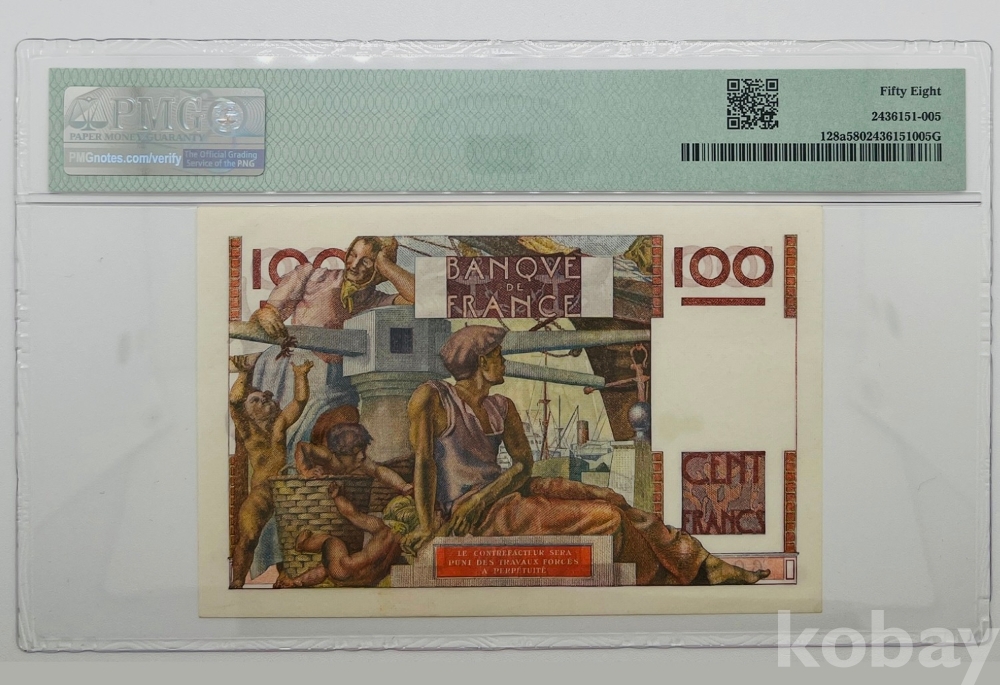 PMG
PAPER MONEY GUARANTY
PMGnotes.com/verify
The Official Grading
Service of the PNG
Fifty Eight
2436151-005
128a5802436151005G
100
BANQVE
DE
FRANCE
100
CENT
FRANCS
LE CONTREFACTEUR SERA
PUNI DES TRAVAUX FORCÉS
A PERPÉTUITÉ
kobay